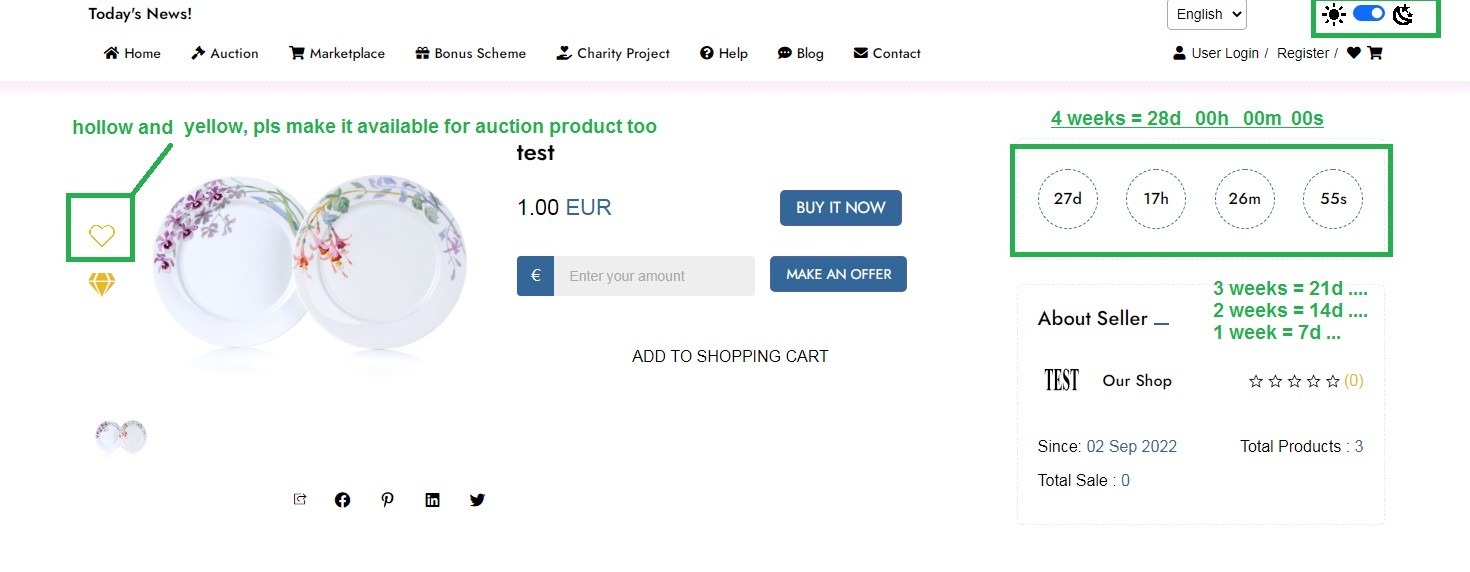 Today's News!
English
Home Auction Marketplace Bonus Scheme Charity Project Help Blog Contact
User Login / Register /
hollow and yellow, pls make it available for auction product too
4 weeks = 28d 00h 00m 00s
test
27d 17h 26m 55s
1.00 EUR
BUY IT NOW
€ Enter your amount
MAKE AN OFFER
3 weeks = 21d ....
2 weeks = 14d ....
1 week = 7d ...
About Seller
ADD TO SHOPPING CART
TEST Our Shop (0)
Since: 02 Sep 2022 Total Products : 3
Total Sale : 0